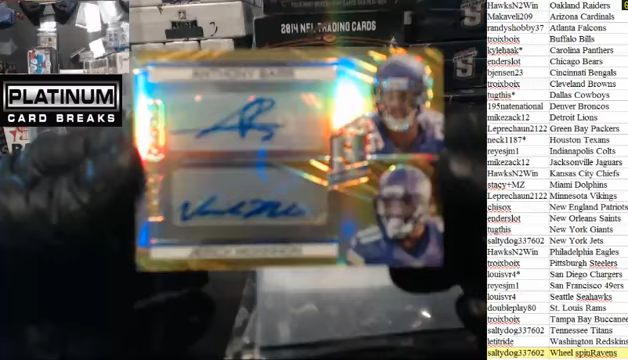 2014 NFL TRADING CARDS
PLATINUM
CARD BREAKS
ANTHONY BARR
JERICK MCKINNON
HawksN2Win Oakland Raiders
Makaveli209 Arizona Cardinals
randyshobby37 Atlanta Falcons
troixboix Buffalo Bills
kylehaak* Carolina Panthers
enderslot Chicago Bears
bjensen23 Cincinnati Bengals
troixboix Cleveland Browns
tugthis* Dallas Cowboys
195natenational Denver Broncos
mikezack12 Detroit Lions
Leprechaun2122 Green Bay Packers
neck1187* Houston Texans
reyesjm1 Indianapolis Colts
mikezack12 Jacksonville Jaguars
HawksN2Win Kansas City Chiefs
stacy+MZ Miami Dolphins
Leprechaun2122 Minnesota Vikings
chisox New England Patriots
enderslot New Orleans Saints
tugthis New York Giants
saltydog337602 New York Jets
HawksN2Win Philadelphia Eagles
troixboix Pittsburgh Steelers
louisvr4* San Diego Chargers
reyesjm1 San Francisco 49ers
louisvr4 Seattle Seahawks
doubleplay80 St. Louis Rams
troixboix Tampa Bay Buccanee
saltydog337602 Tennessee Titans
letitride Washington Redskins
saltydog337602 Wheel spinRavens